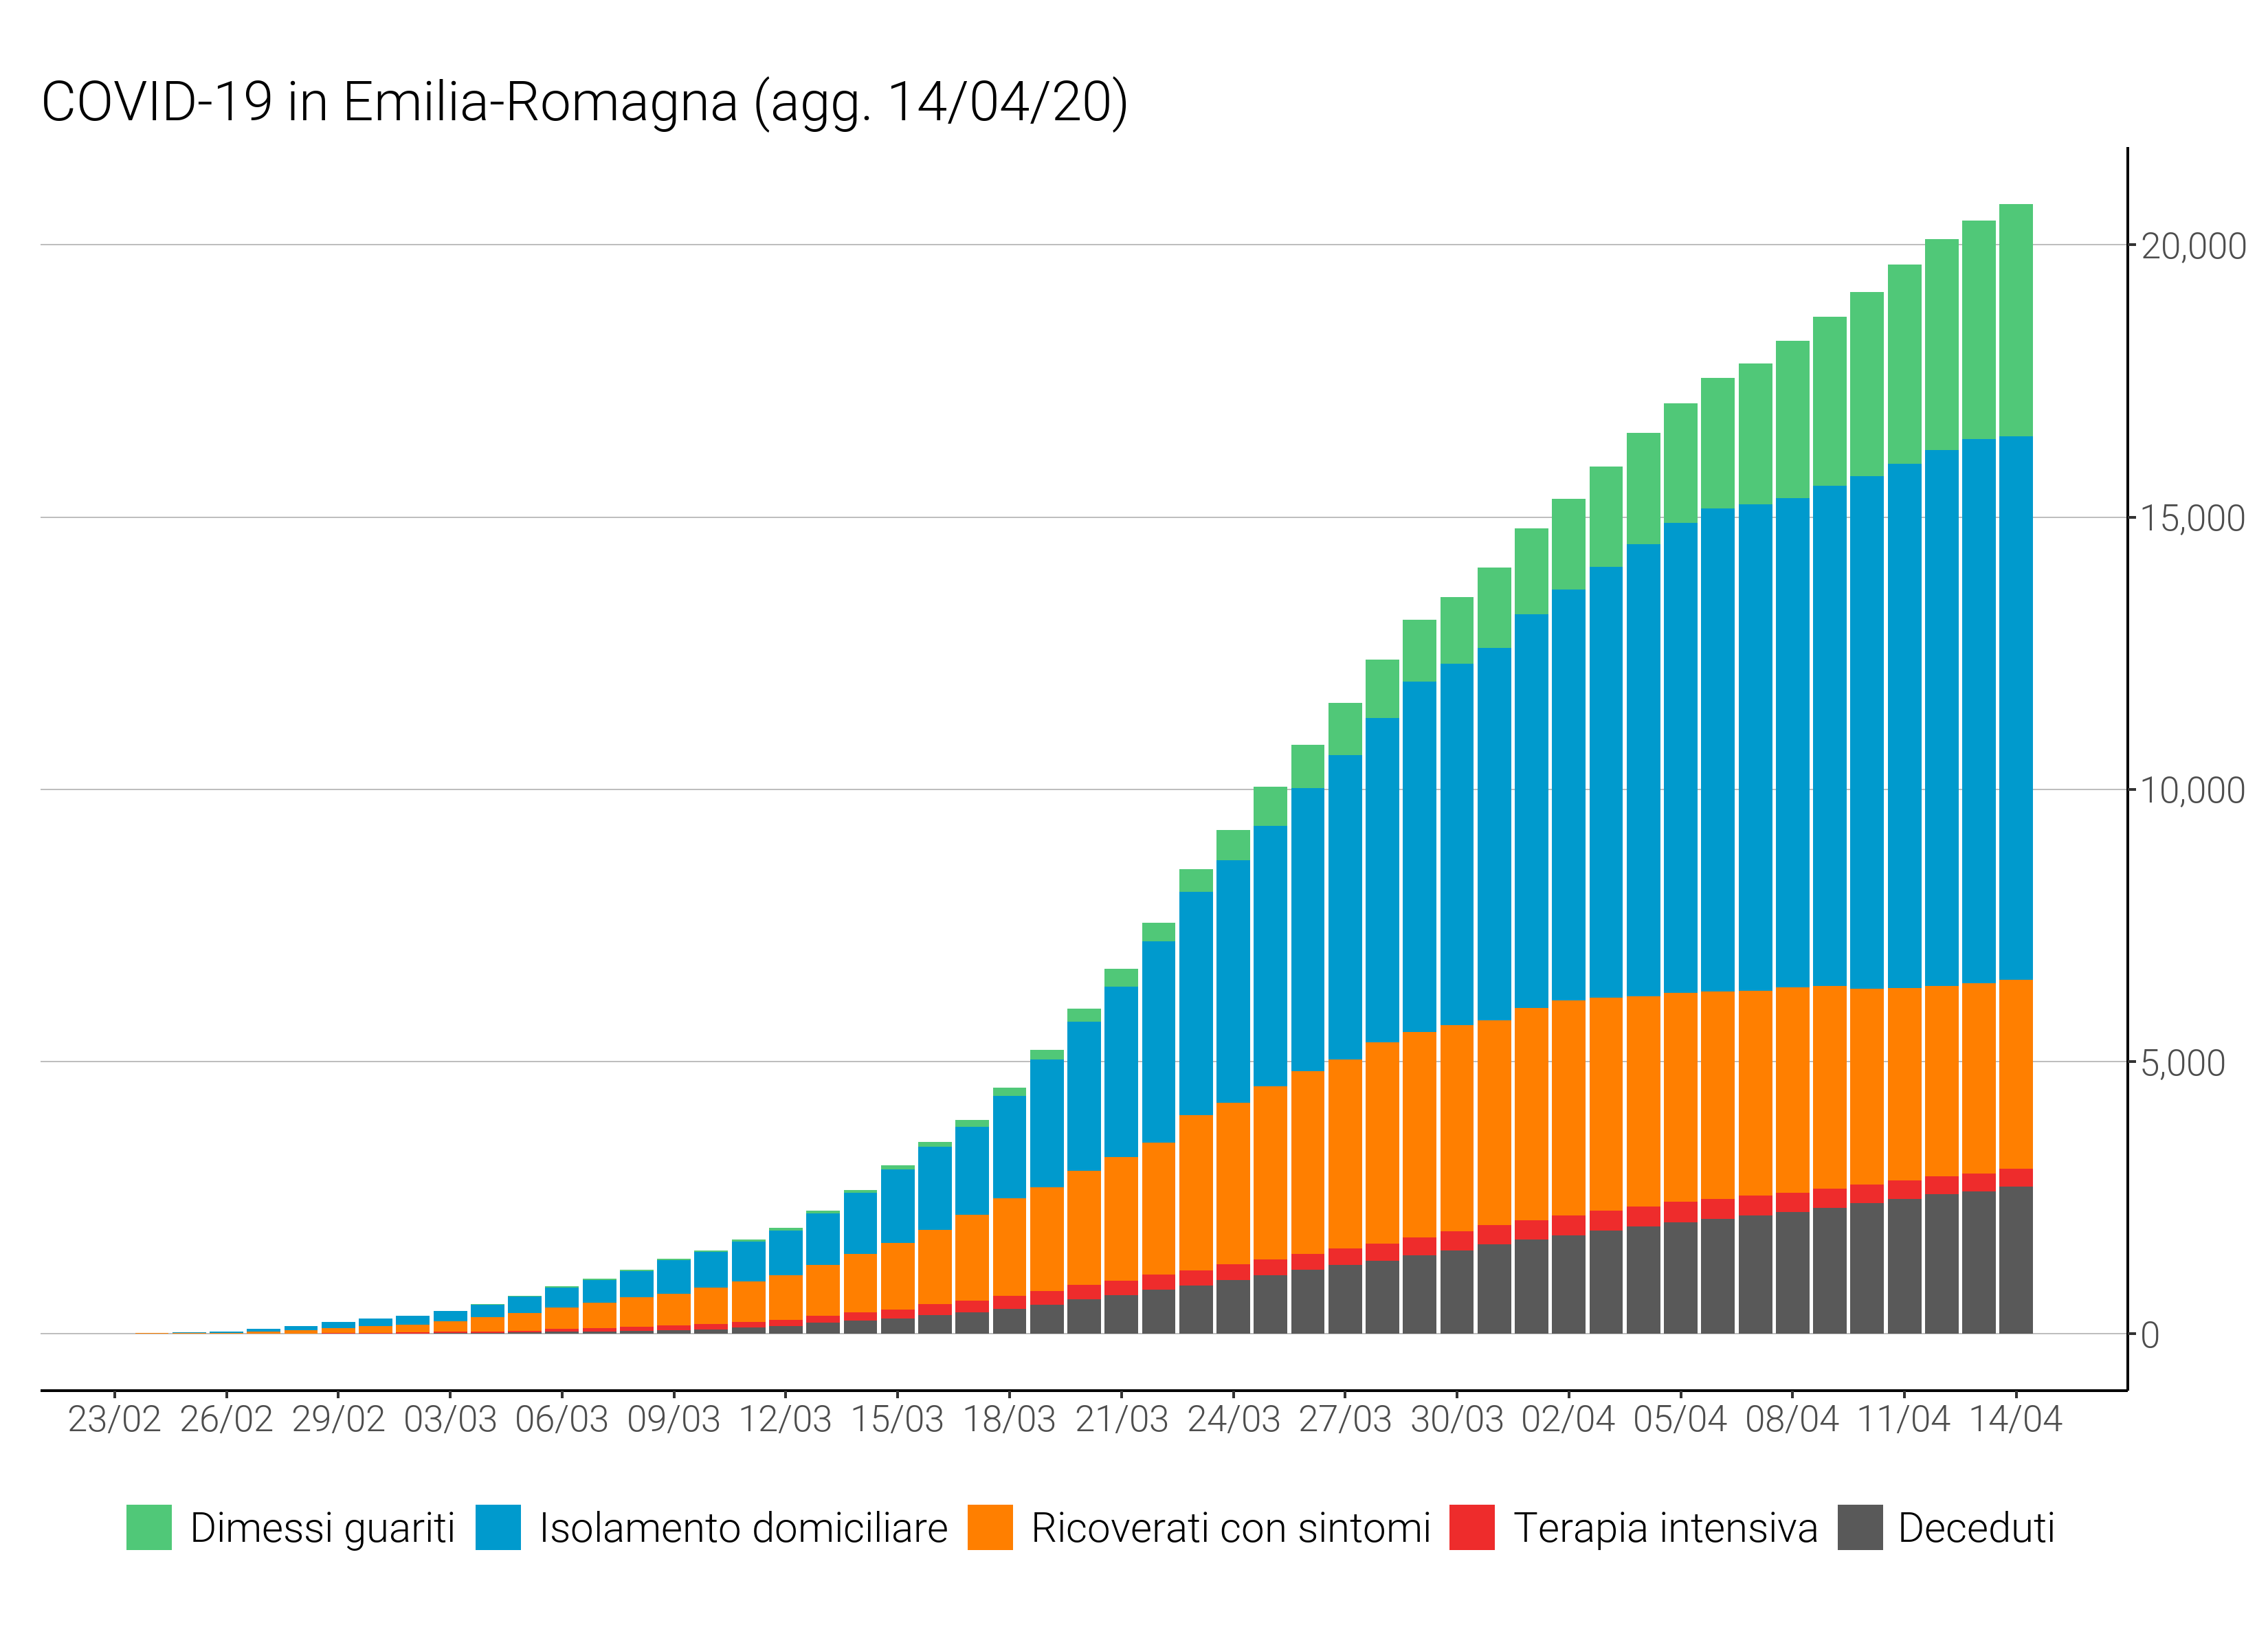 COVID-19 in Emilia-Romagna (agg. 14/04/20)
20,000
15,000
10,000
5,000
0
23/02 26/02 29/02 03/03 06/03 09/03 12/03 15/03 18/03 21/03 24/03 27/03 30/03 02/04 05/04 08/04 11/04 14/04
Dimessi guariti Isolamento domiciliare Ricoverati con sintomi Terapia intensiva Deceduti